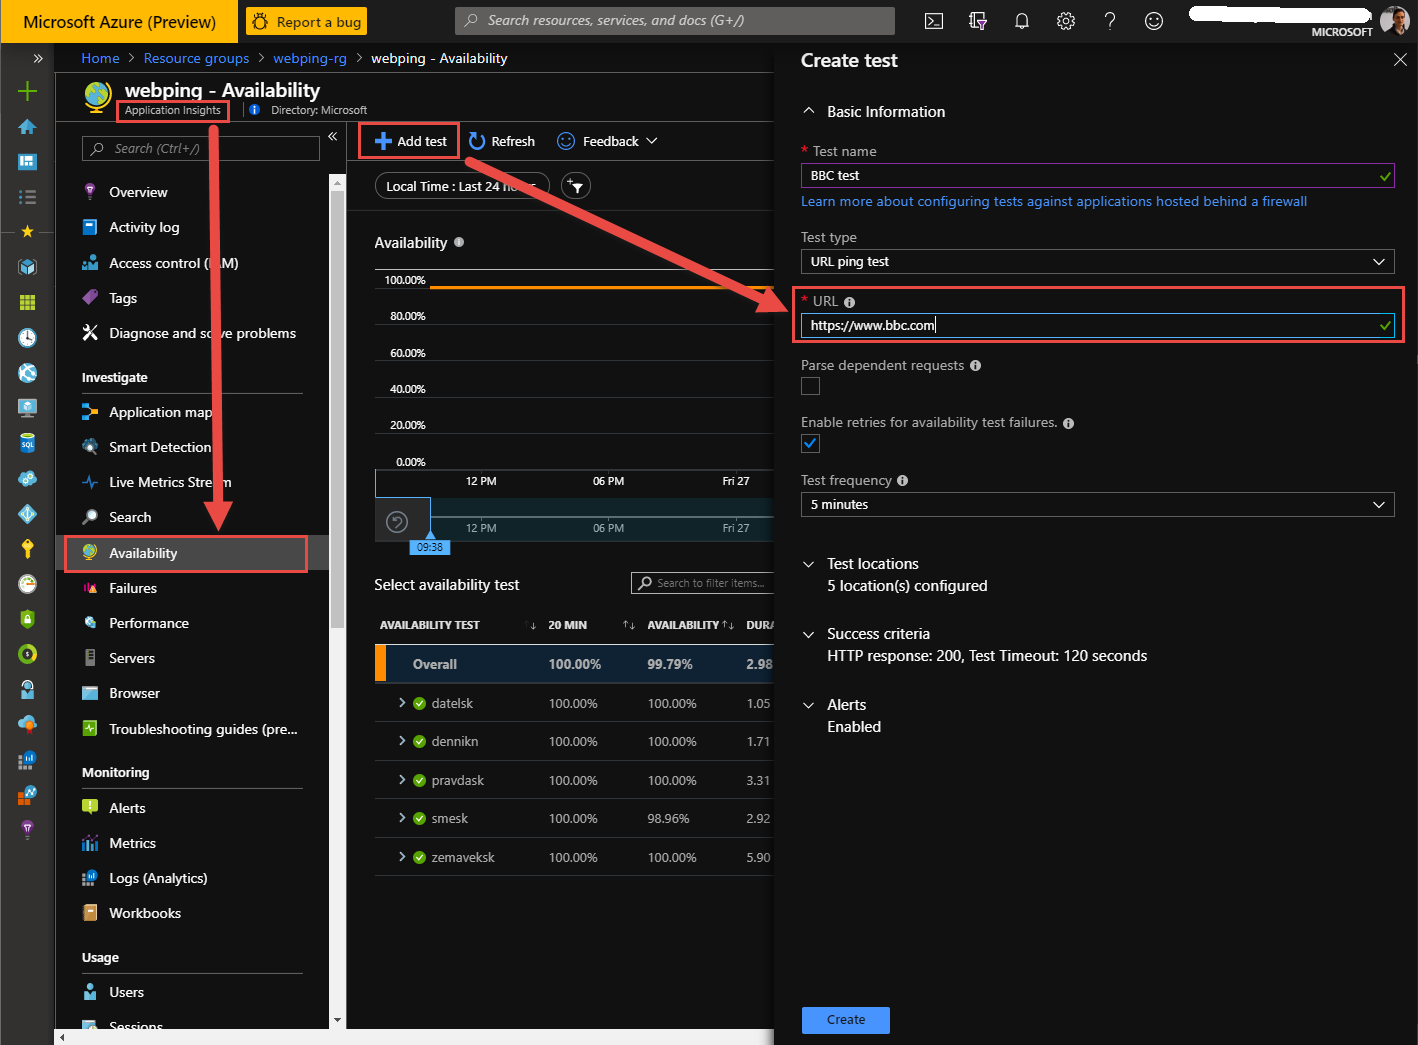 Microsoft Azure (Preview)
Report a bug
Search resources, services, and docs (G+/)
MICROSOFT
Home > Resource groups > webping-rg > webping - Availability
webping - Availability
Application Insights
Directory: Microsoft
Search (Ctrl+/)
Overview
Activity log
Access control (IAM)
Tags
Diagnose and solve problems
Investigate
Application map
Smart Detection
Live Metrics Stream
Search
Availability
Failures
Performance
Servers
Browser
Troubleshooting guides (pre...
Monitoring
Alerts
Metrics
Logs (Analytics)
Workbooks
Usage
Users
Sessions
Add test
Refresh
Feedback
Local Time : Last 24 hours
Availability
100.00%
80.00%
60.00%
40.00%
20.00%
0.00%
12 PM 06 PM Fri 27
12 PM 06 PM Fri 27
09:38
Select availability test
Search to filter items...
AVAILABILITY TEST 20 MIN AVAILABILITY DURA
Overall 100.00% 99.79% 2.98
datelsk 100.00% 100.00% 1.05
dennikn 100.00% 100.00% 1.71
pravdask 100.00% 100.00% 3.31
smesk 100.00% 98.96% 2.92
zemaveksk 100.00% 100.00% 5.90
Create test
Basic Information
* Test name
BBC test
Learn more about configuring tests against applications hosted behind a firewall
Test type
URL ping test
* URL
https://www.bbc.com
Parse dependent requests
Enable retries for availability test failures.
Test frequency
5 minutes
Test locations
5 location(s) configured
Success criteria
HTTP response: 200, Test Timeout: 120 seconds
Alerts
Enabled
Create